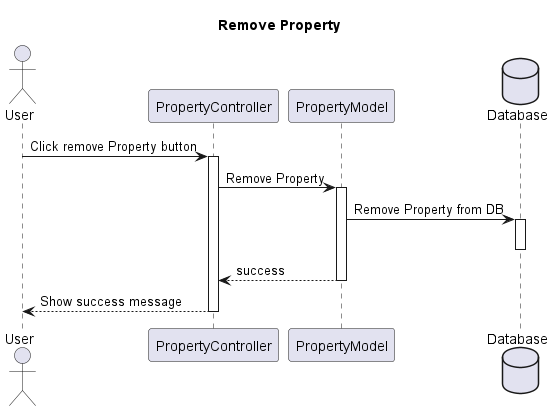 Remove Property
User
PropertyController
PropertyModel
Database
Click remove Property button
Remove Property
Remove Property from DB
success
Show success message
User
PropertyController
PropertyModel
Database